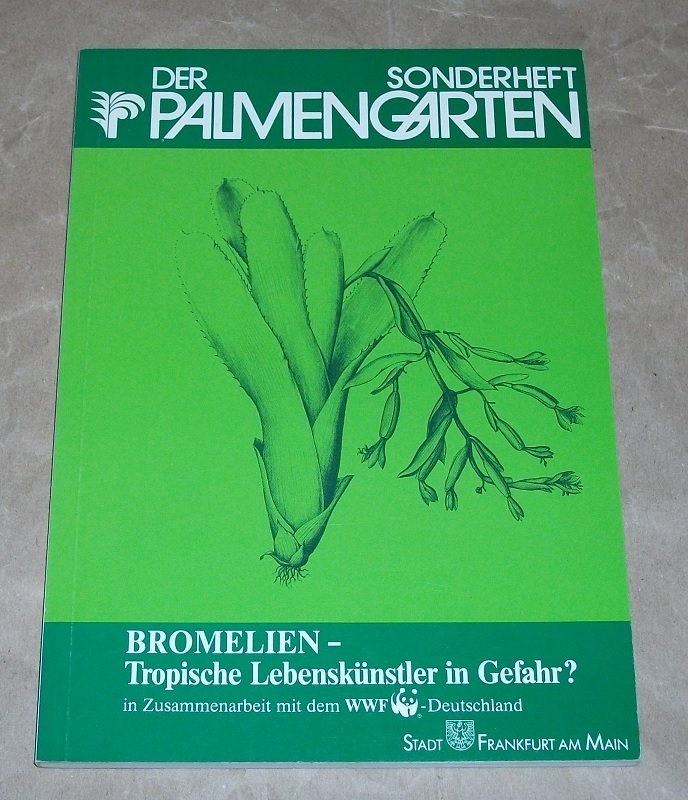 DER SONDERHEFT
PALMENGARTEN
BROMELIEN –
Tropische Lebenskünstler in Gefahr?
in Zusammenarbeit mit dem WWF -Deutschland
STADT FRANKFURT AM MAIN